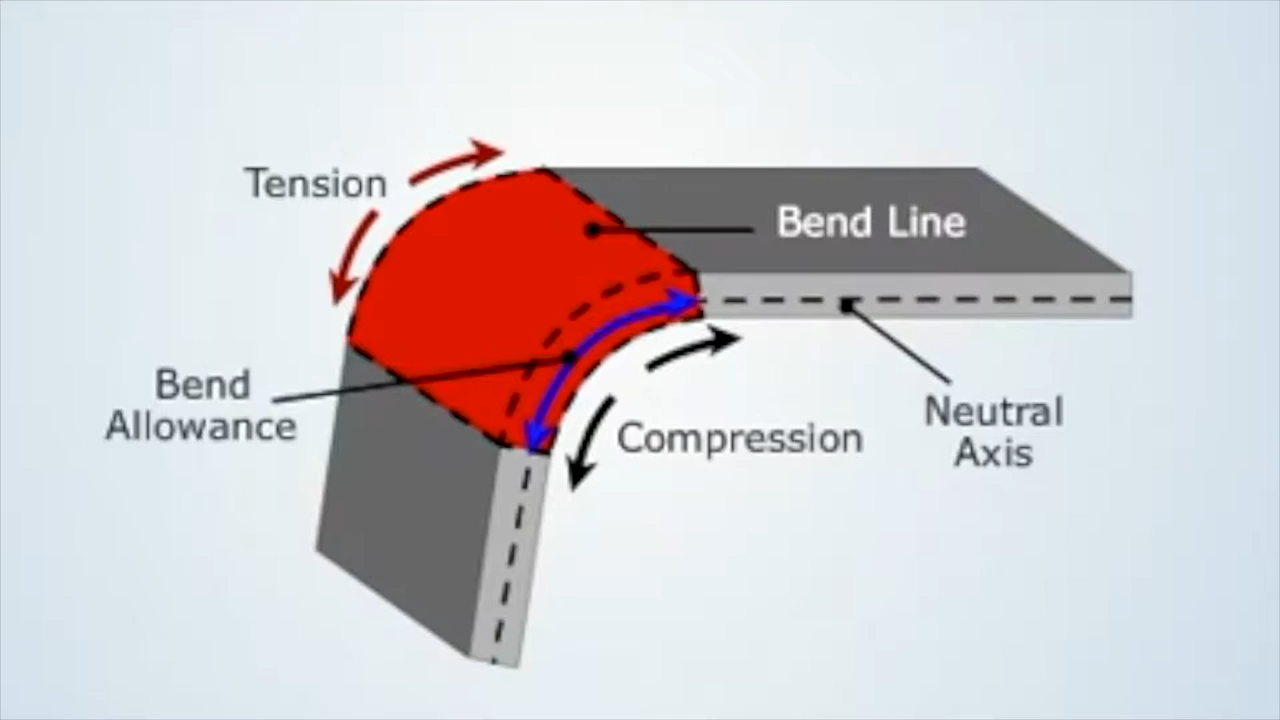 Tension
Bend Line
Bend
Allowance
Compression
Neutral
Axis